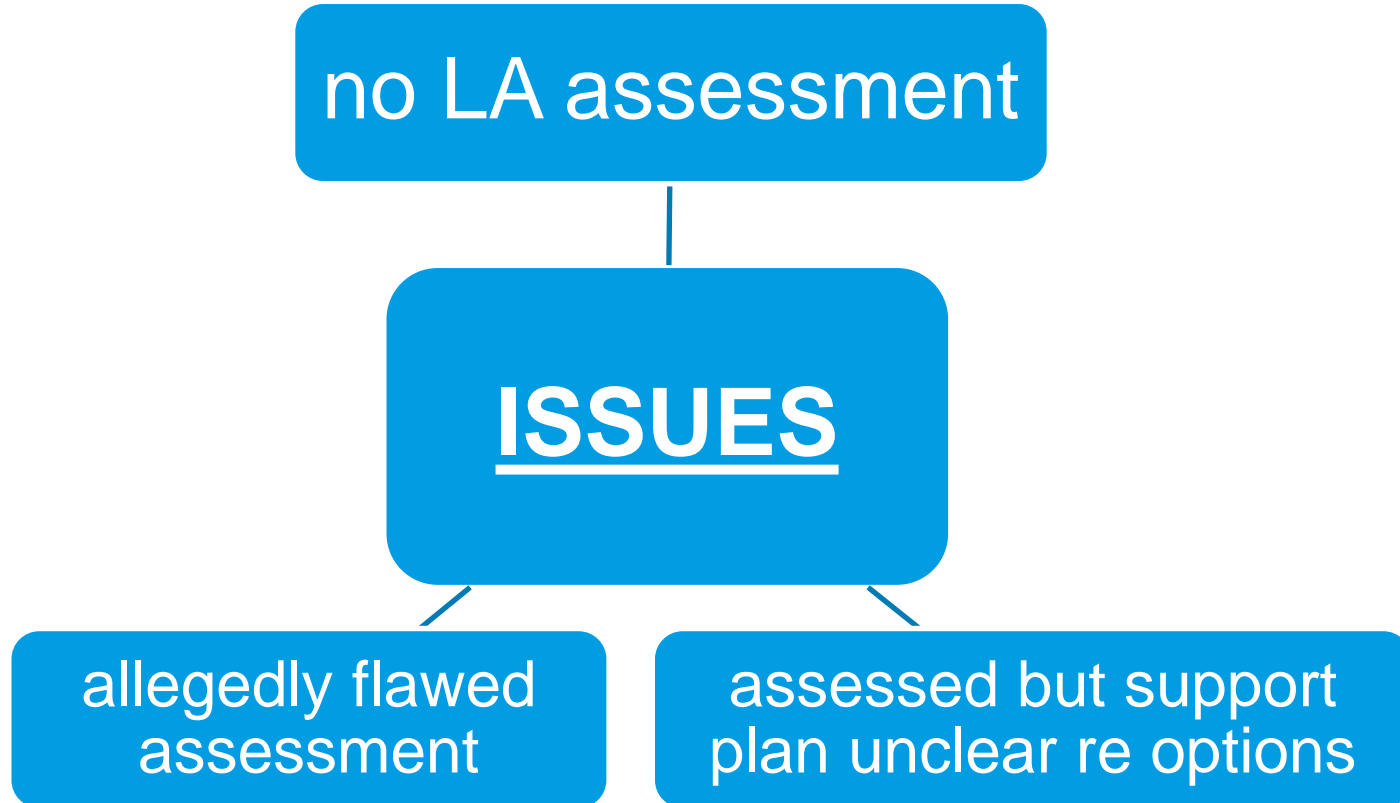 no LA assessment
ISSUES
allegedly flawed
assessment
assessed but support
plan unclear re options